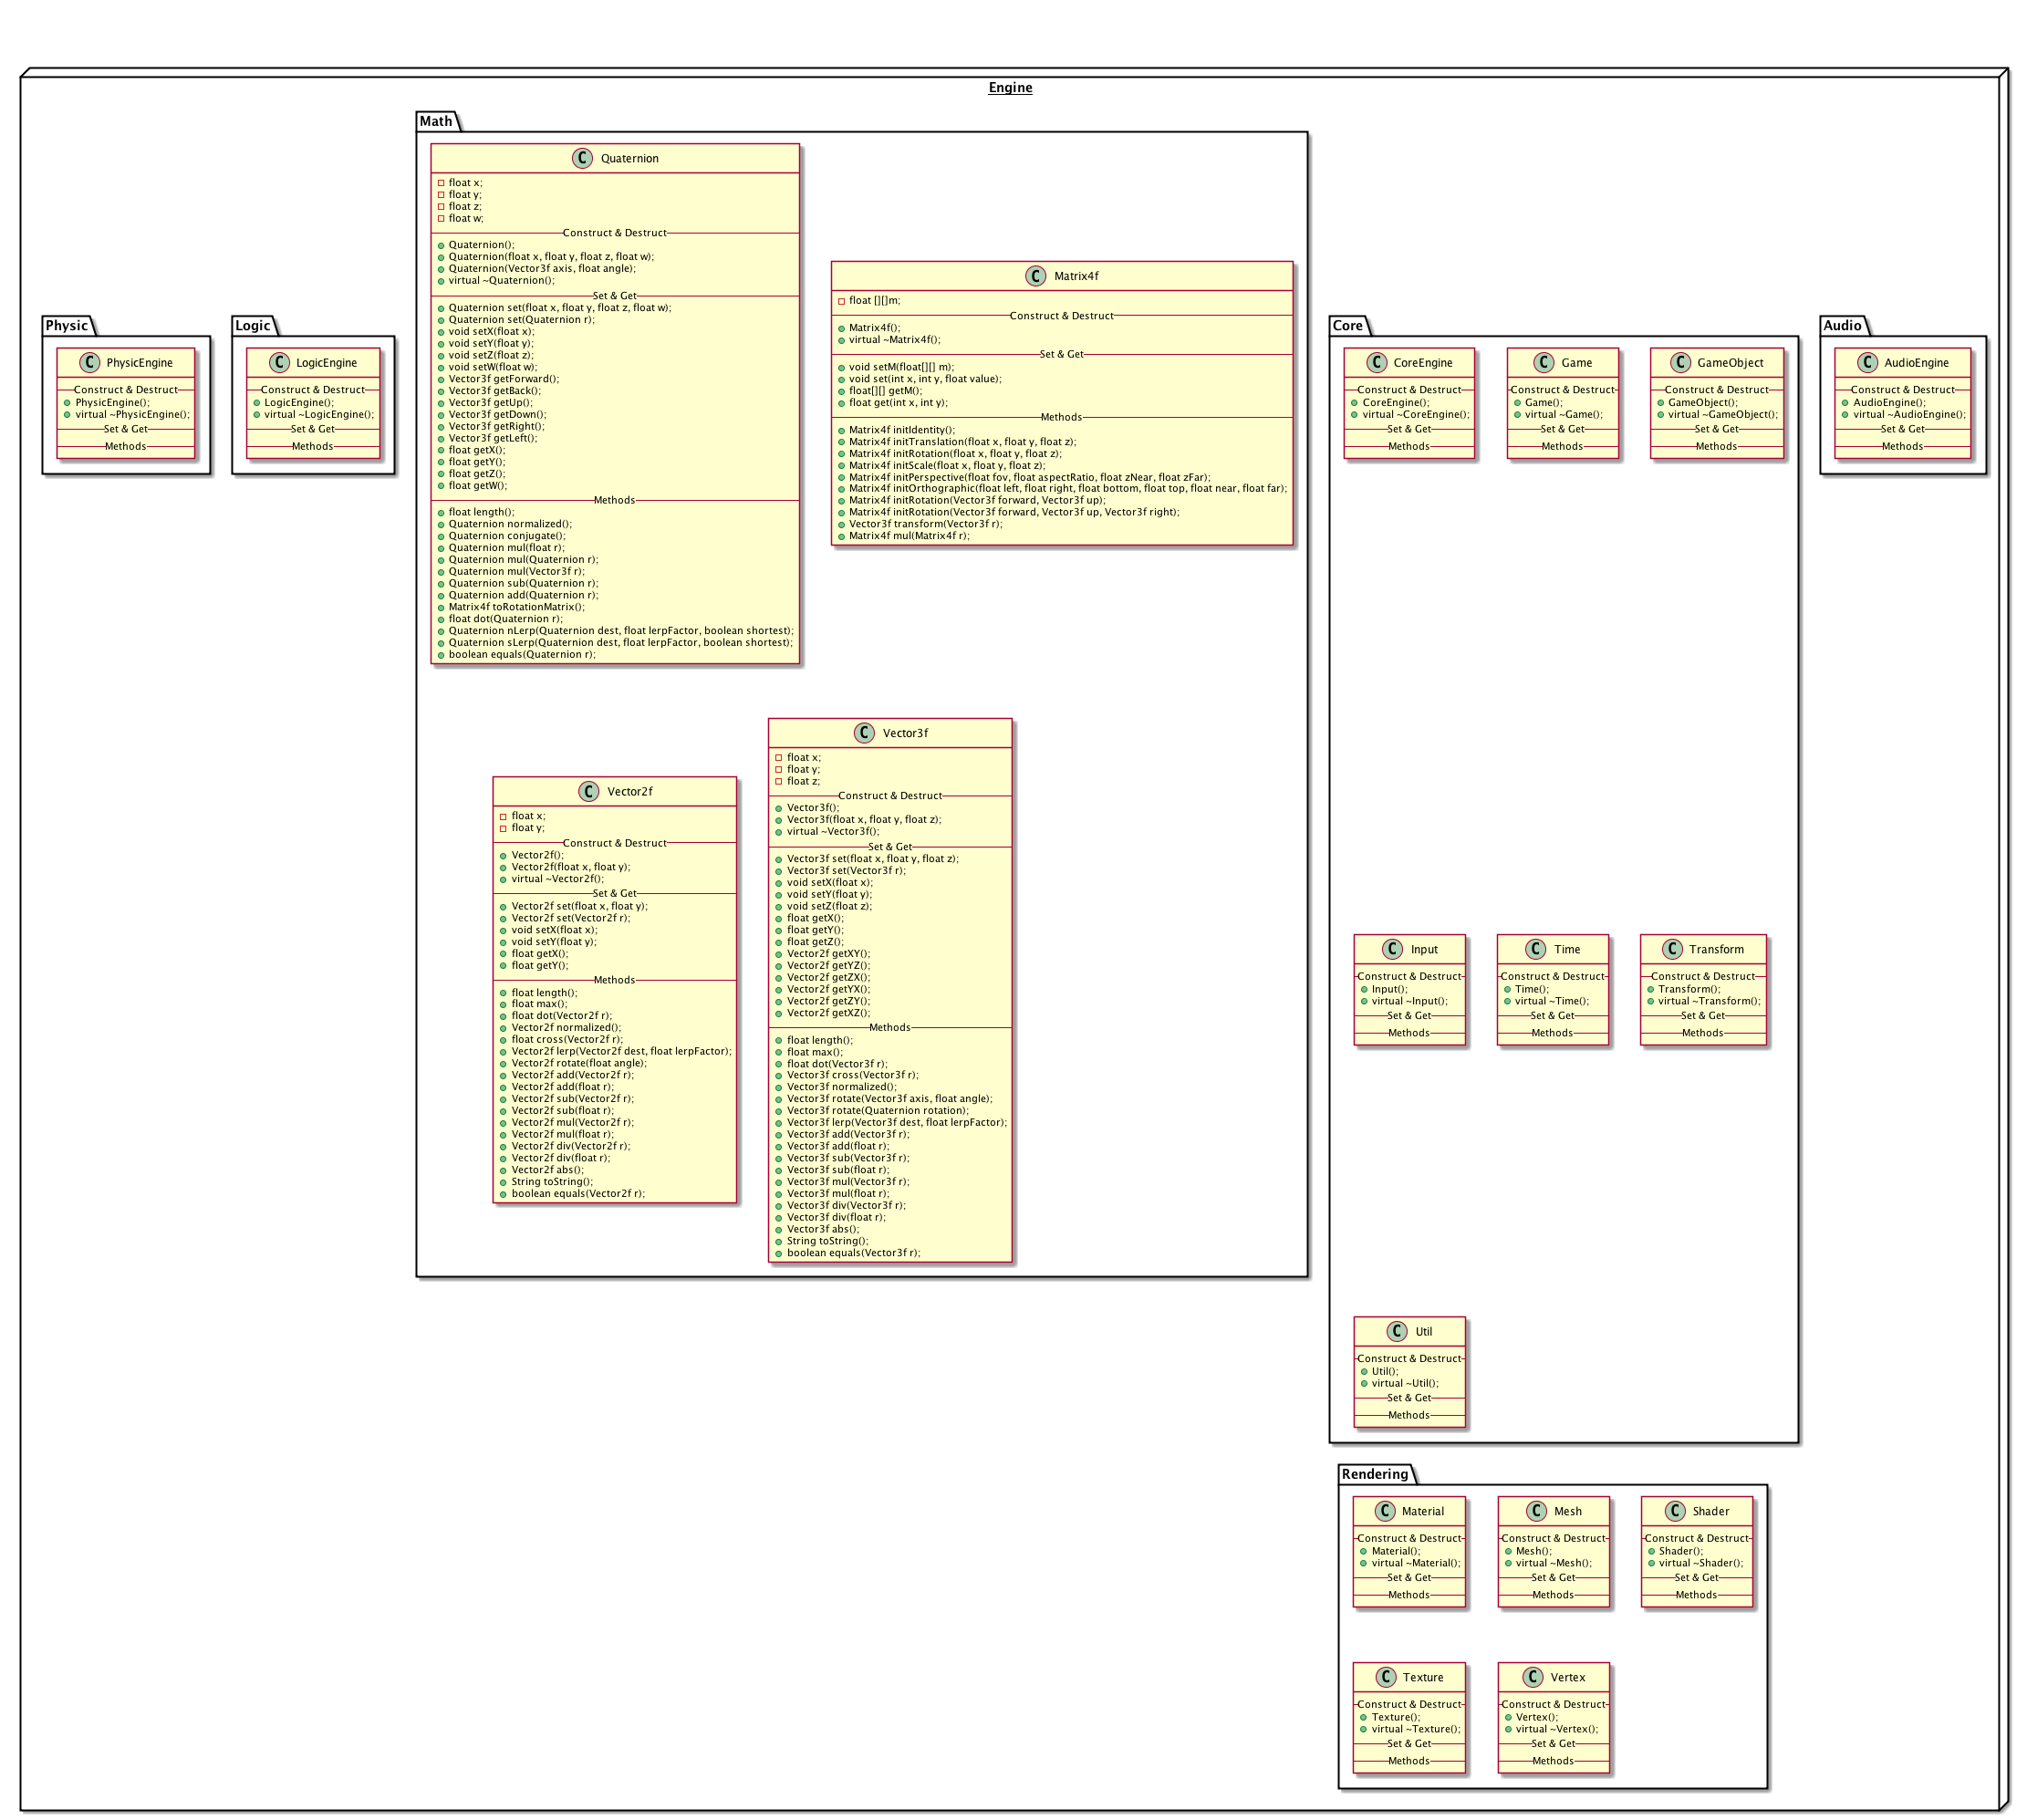 Engine
Physic
C PhysicEngine
Construct & Destruct
PhysicEngine();
virtual ~PhysicEngine();
Set & Get
Methods
Logic
C LogicEngine
Construct & Destruct
LogicEngine();
virtual ~LogicEngine();
Set & Get
Methods
Math
C Quaternion
float x;
float y;
float z;
float w;
Construct & Destruct
Quaternion();
Quaternion(float x, float y, float z, float w);
Quaternion(Vector3f axis, float angle);
virtual ~Quaternion();
Set & Get
Quaternion set(float x, float y, float z, float w);
Quaternion set(Quaternion r);
void setX(float x);
void setY(float y);
void setZ(float z);
void setW(float w);
Vector3f getForward();
Vector3f getBack();
Vector3f getUp();
Vector3f getDown();
Vector3f getRight();
Vector3f getLeft();
float getX();
float getY();
float getZ();
float getW();
Methods
float length();
Quaternion normalized();
Quaternion conjugate();
Quaternion mul(float r);
Quaternion mul(Quaternion r);
Quaternion mul(Vector3f r);
Quaternion sub(Quaternion r);
Quaternion add(Quaternion r);
Matrix4f toRotationMatrix();
float dot(Quaternion r);
Quaternion nLerp(Quaternion dest, float lerpFactor, boolean shortest);
Quaternion sLerp(Quaternion dest, float lerpFactor, boolean shortest);
boolean equals(Quaternion r);
C Matrix4f
float [][]m;
Construct & Destruct
Matrix4f();
virtual ~Matrix4f();
Set & Get
void setM(float[][] m);
void set(int x, int y, float value);
float[][] getM();
float get(int x, int y);
Methods
Matrix4f initIdentity();
Matrix4f initTranslation(float x, float y, float z);
Matrix4f initRotation(float x, float y, float z);
Matrix4f initScale(float x, float y, float z);
Matrix4f initPerspective(float fov, float aspectRatio, float zNear, float zFar);
Matrix4f initOrthographic(float left, float right, float bottom, float top, float near, float far);
Matrix4f initRotation(Vector3f forward, Vector3f up);
Matrix4f initRotation(Vector3f forward, Vector3f up, Vector3f right);
Vector3f transform(Vector3f r);
Matrix4f mul(Matrix4f r);
C Vector2f
float x;
float y;
Construct & Destruct
Vector2f();
Vector2f(float x, float y);
virtual ~Vector2f();
Set & Get
Vector2f set(float x, float y);
Vector2f set(Vector2f r);
void setX(float x);
void setY(float y);
float getX();
float getY();
Methods
float length();
float max();
float dot(Vector2f r);
Vector2f normalized();
float cross(Vector2f r);
Vector2f lerp(Vector2f dest, float lerpFactor);
Vector2f rotate(float angle);
Vector2f add(Vector2f r);
Vector2f add(float r);
Vector2f sub(Vector2f r);
Vector2f sub(float r);
Vector2f mul(Vector2f r);
Vector2f mul(float r);
Vector2f div(Vector2f r);
Vector2f div(float r);
Vector2f abs();
String toString();
boolean equals(Vector2f r);
C Vector3f
float x;
float y;
float z;
Construct & Destruct
Vector3f();
Vector3f(float x, float y, float z);
virtual ~Vector3f();
Set & Get
Vector3f set(float x, float y, float z);
Vector3f set(Vector3f r);
void setX(float x);
void setY(float y);
void setZ(float z);
float getX();
float getY();
float getZ();
Vector2f getXY();
Vector2f getYZ();
Vector2f getZX();
Vector2f getYX();
Vector2f getZY();
Vector2f getXZ();
Methods
float length();
float max();
float dot(Vector3f r);
Vector3f cross(Vector3f r);
Vector3f normalized();
Vector3f rotate(Vector3f axis, float angle);
Vector3f rotate(Quaternion rotation);
Vector3f lerp(Vector3f dest, float lerpFactor);
Vector3f add(Vector3f r);
Vector3f add(float r);
Vector3f sub(Vector3f r);
Vector3f sub(float r);
Vector3f mul(Vector3f r);
Vector3f mul(float r);
Vector3f div(Vector3f r);
Vector3f div(float r);
Vector3f abs();
String toString();
boolean equals(Vector3f r);
Core
C CoreEngine
Construct & Destruct
CoreEngine();
virtual ~CoreEngine();
Set & Get
Methods
C Game
Construct & Destruct
Game();
virtual ~Game();
Set & Get
Methods
C GameObject
Construct & Destruct
GameObject();
virtual ~GameObject();
Set & Get
Methods
C Input
Construct & Destruct
Input();
virtual ~Input();
Set & Get
Methods
C Time
Construct & Destruct
Time();
virtual ~Time();
Set & Get
Methods
C Transform
Construct & Destruct
Transform();
virtual ~Transform();
Set & Get
Methods
C Util
Construct & Destruct
Util();
virtual ~Util();
Set & Get
Methods
Audio
C AudioEngine
Construct & Destruct
AudioEngine();
virtual ~AudioEngine();
Set & Get
Methods
Rendering
C Material
Construct & Destruct
Material();
virtual ~Material();
Set & Get
Methods
C Mesh
Construct & Destruct
Mesh();
virtual ~Mesh();
Set & Get
Methods
C Shader
Construct & Destruct
Shader();
virtual ~Shader();
Set & Get
Methods
C Texture
Construct & Destruct
Texture();
virtual ~Texture();
Set & Get
Methods
C Vertex
Construct & Destruct
Vertex();
virtual ~Vertex();
Set & Get
Methods